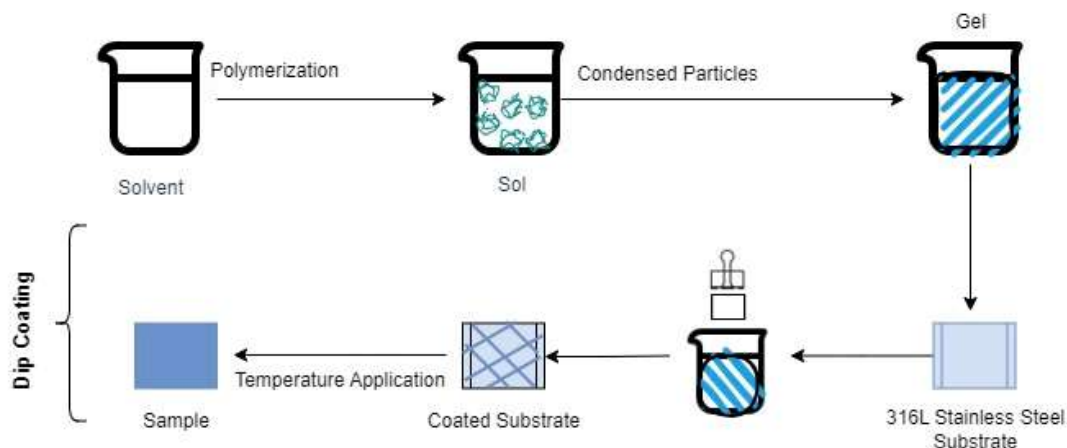 Gel
Polymerization
Condensed Particles
Solvent
Sol
Dip Coating
Temperature Application
Sample
Coated Substrate
316L Stainless Steel
Substrate